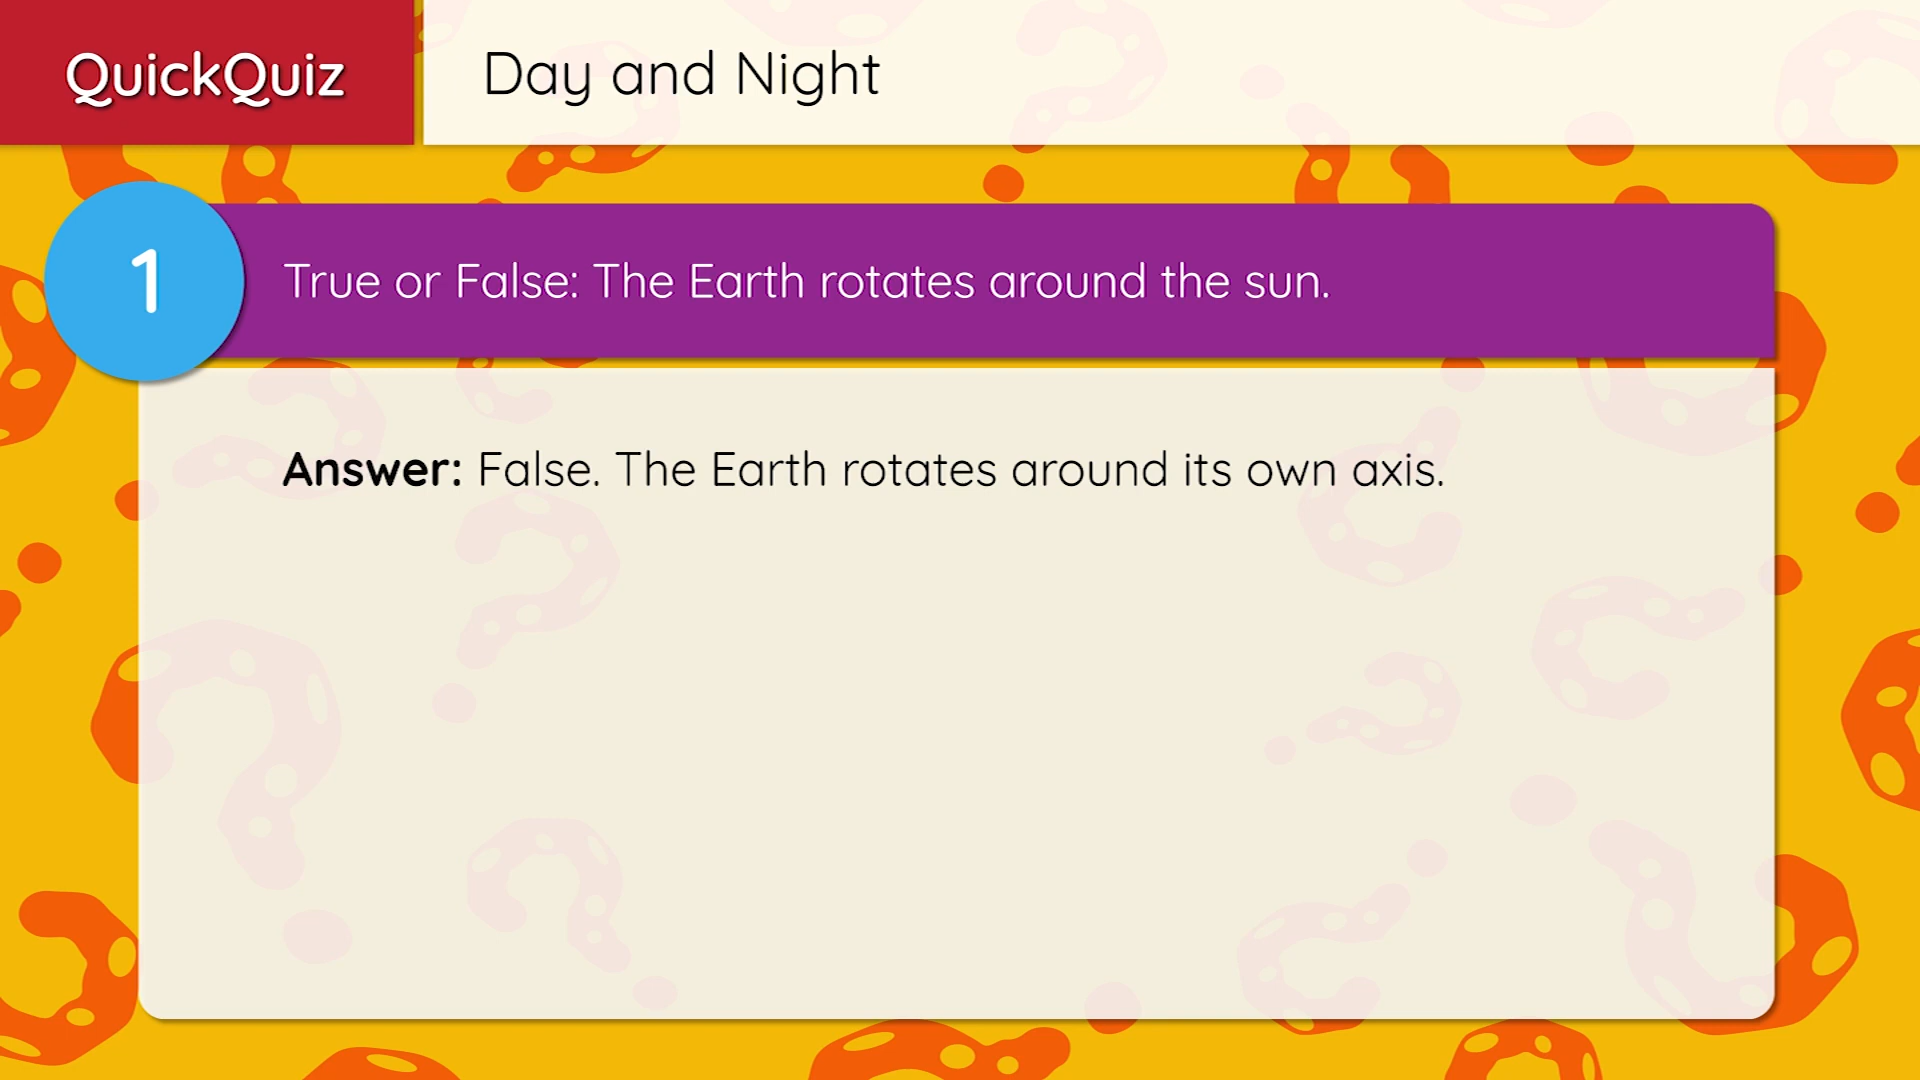 QuickQuiz
Day and Night
1
True or False: The Earth rotates around the sun.
Answer: False. The Earth rotates around its own axis.